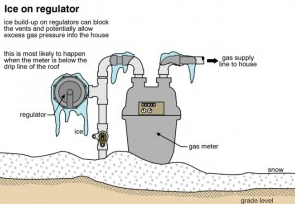 Ice on regulator
ice build-up on regulators can block
the vents and potentially allow
excess gas pressure into the house
this is most likely to happen
when the meter is below the
drip line of the roof
gas supply
line to house
regulator
ice
gas meter
snow
grade level